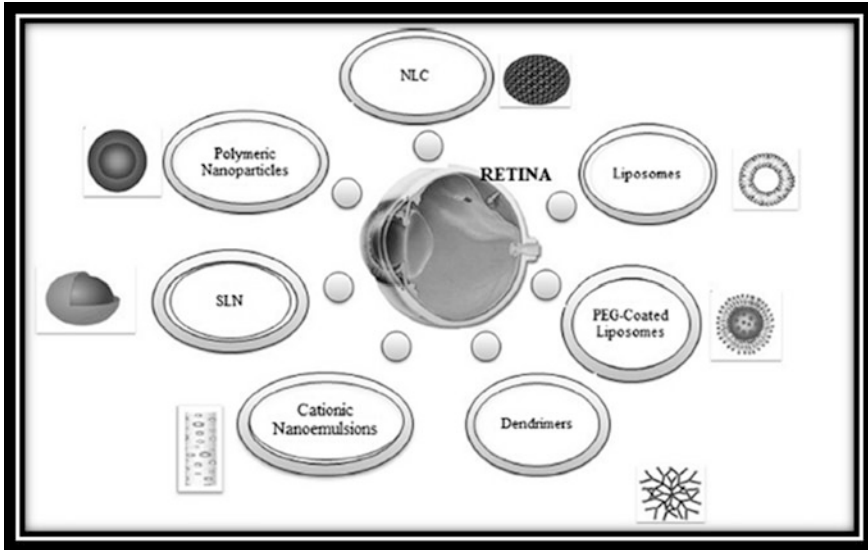 NLC
RETINA
Polymeric
Nanoparticles
Liposomes
SLN
PEG-Coated
Liposomes
Cationic
Nanoemulsions
Dendrimers